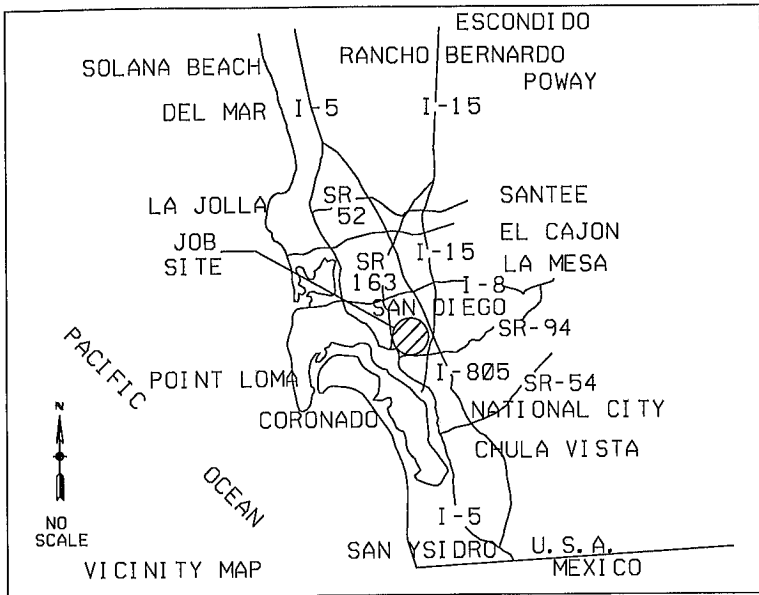 ESCONDIDO
RANCHO BERNARDO
SOLANA BEACH
POWAY
DEL MAR
I-5
I-15
SANTEE
SR
52
LA JOLLA
EL CAJON
JOB
SITE
I-15
SR
163
LA MESA
I-8
SAN DIEGO
SR-94
PACIFIC
POINT LOMA
I-805
SR-54
CORONADO
NATIONAL CITY
CHULA VISTA
N
OCEAN
NO
SCALE
I-5
SAN YSIDRO
U.S.A.
MEXICO
VICINITY MAP